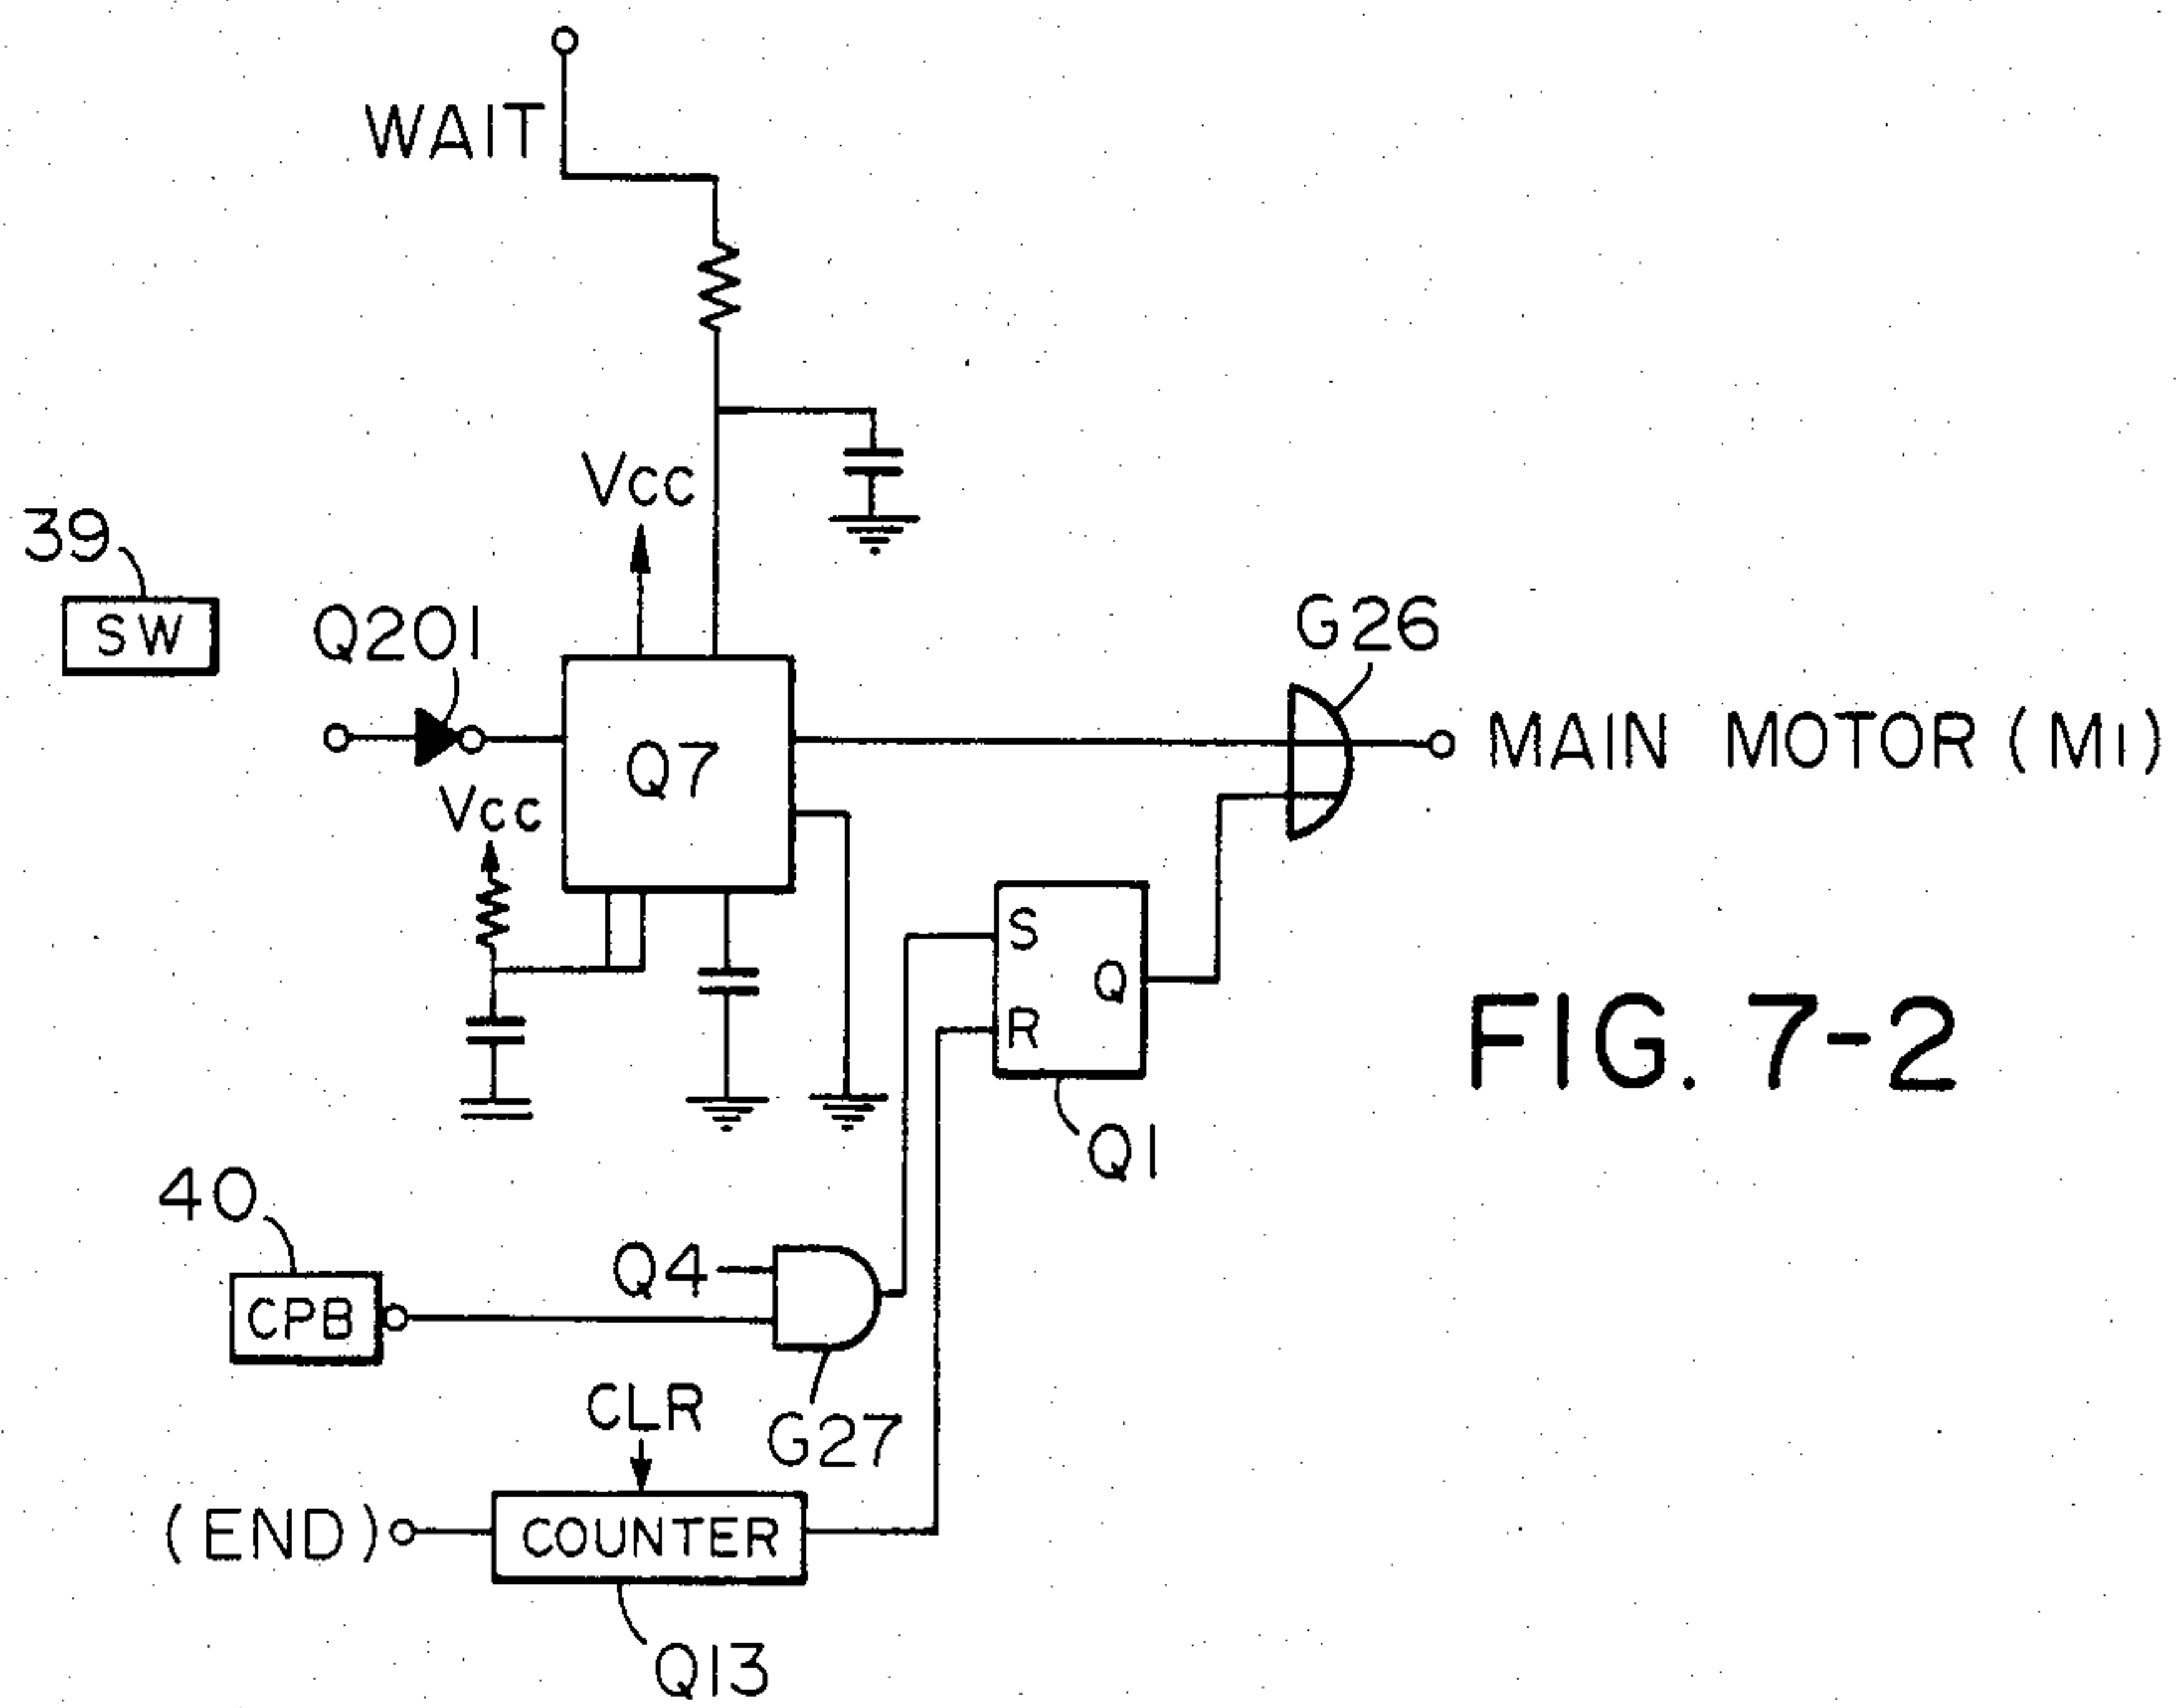 WAIT
Vcc
39
SW
Q201
G26
Q7
MAIN MOTOR (M1)
Vcc
S
Q
R
FIG. 7-2
Q1
40
Q4
CPB
CLR
G27
(END)
COUNTER
Q13